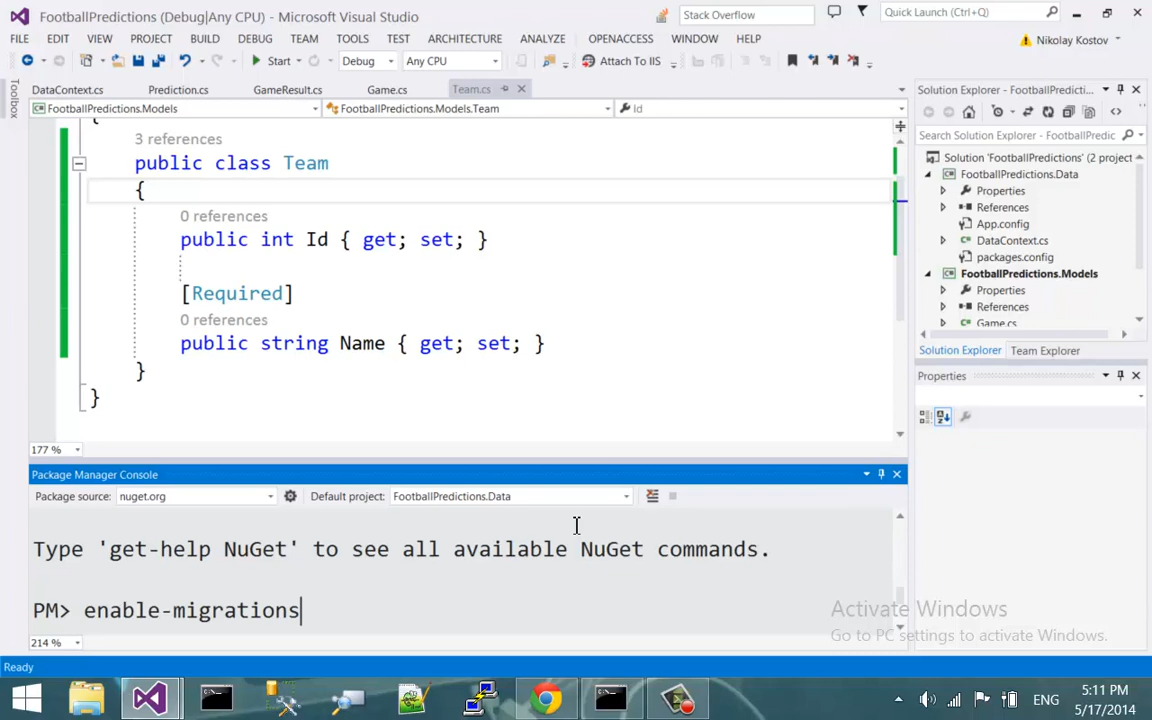 FootballPredictions (Debug|Any CPU) - Microsoft Visual Studio
Stack Overflow
Quick Launch (Ctrl+Q)
FILE EDIT VIEW PROJECT BUILD DEBUG TEAM TOOLS TEST ARCHITECTURE ANALYZE OPENACCESS WINDOW HELP
Nikolay Kostov
Start Debug Any CPU Attach To IIS
Toolbox
DataContext.cs Prediction.cs GameResult.cs Game.cs Team.cs
FootballPredictions.Models FootballPredictions.Models.Team Id
{
3 references
public class Team
{
0 references
public int Id { get; set; }
[Required]
0 references
public string Name { get; set; }
}
}
177 %
Solution Explorer - FootballPredicti...
Search Solution Explorer - FootballPredic
Solution 'FootballPredictions' (2 project
FootballPredictions.Data
Properties
References
App.config
DataContext.cs
packages.config
FootballPredictions.Models
Properties
References
Game.cs
Solution Explorer Team Explorer
Properties
Package Manager Console
Package source: nuget.org Default project: FootballPredictions.Data
Type 'get-help NuGet' to see all available NuGet commands.
PM> enable-migrations
214 %
Activate Windows
Go to PC settings to activate Windows.
Ready
ENG
5:11 PM
5/17/2014